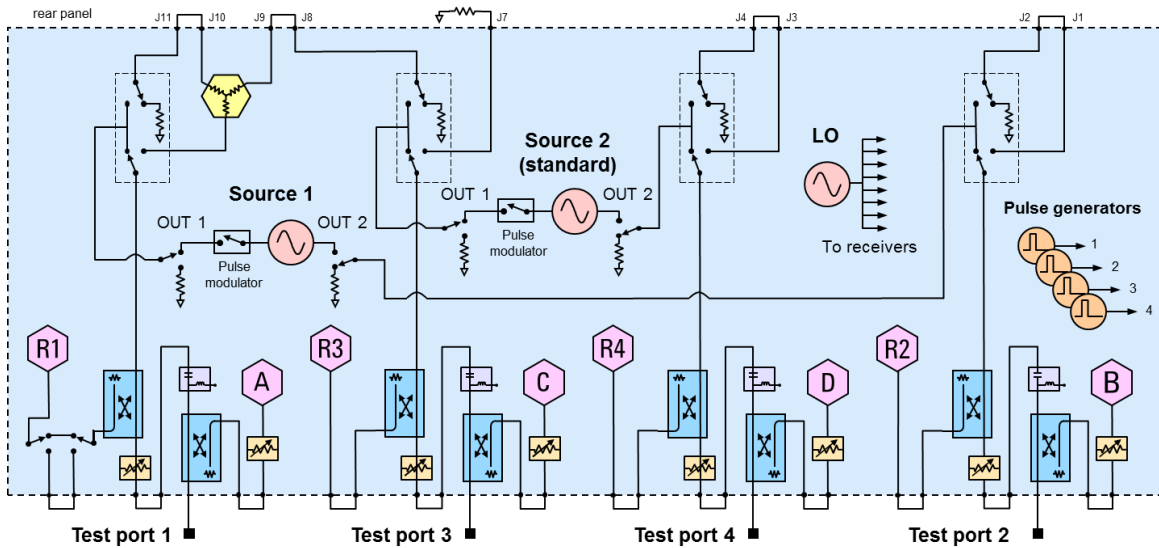 rear panel
J11 J10 J9 J8 J7 J4 J3 J2 J1
Source 1
OUT 1
OUT 2
Pulse
modulator
Source 2
(standard)
OUT 1
OUT 2
Pulse
modulator
LO
To receivers
Pulse generators
1
2
3
4
R1
A
R3
C
R4
D
R2
B
Test port 1
Test port 3
Test port 4
Test port 2